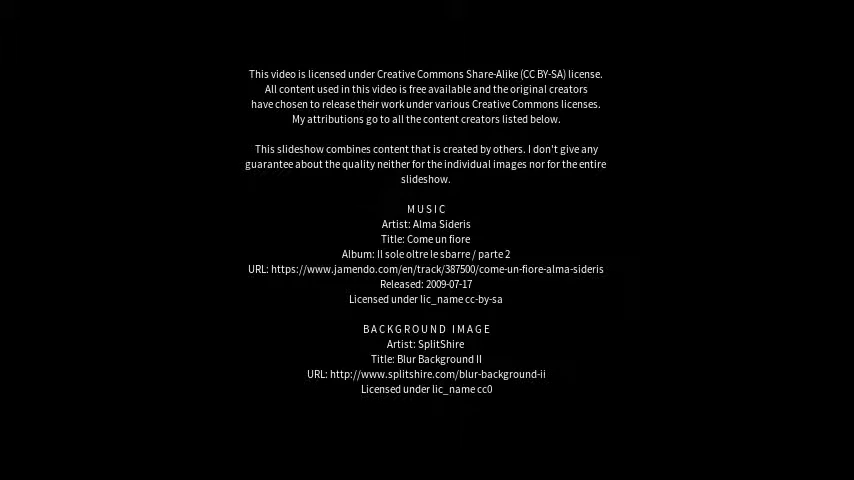 This video is licensed under Creative Commons Share-Alike (CC BY-SA) license.
All content used in this video is free available and the original creators
have chosen to release their work under various Creative Commons licenses.
My attributions go to all the content creators listed below.
This slideshow combines content that is created by others. I don't give any
guarantee about the quality neither for the individual images nor for the entire
slideshow.
MUSIC
Artist: Alma Sideris
Title: Come un fiore
Album: Il sole oltre le sbarre / parte 2
URL: https://www.jamendo.com/en/track/387500/come-un-fiore-alma-sideris
Released: 2009-07-17
Licensed under lic_name cc-by-sa
BACKGROUND IMAGE
Artist: SplitShire
Title: Blur Background II
URL: http://www.splitshire.com/blur-background-ii
Licensed under lic_name cc0